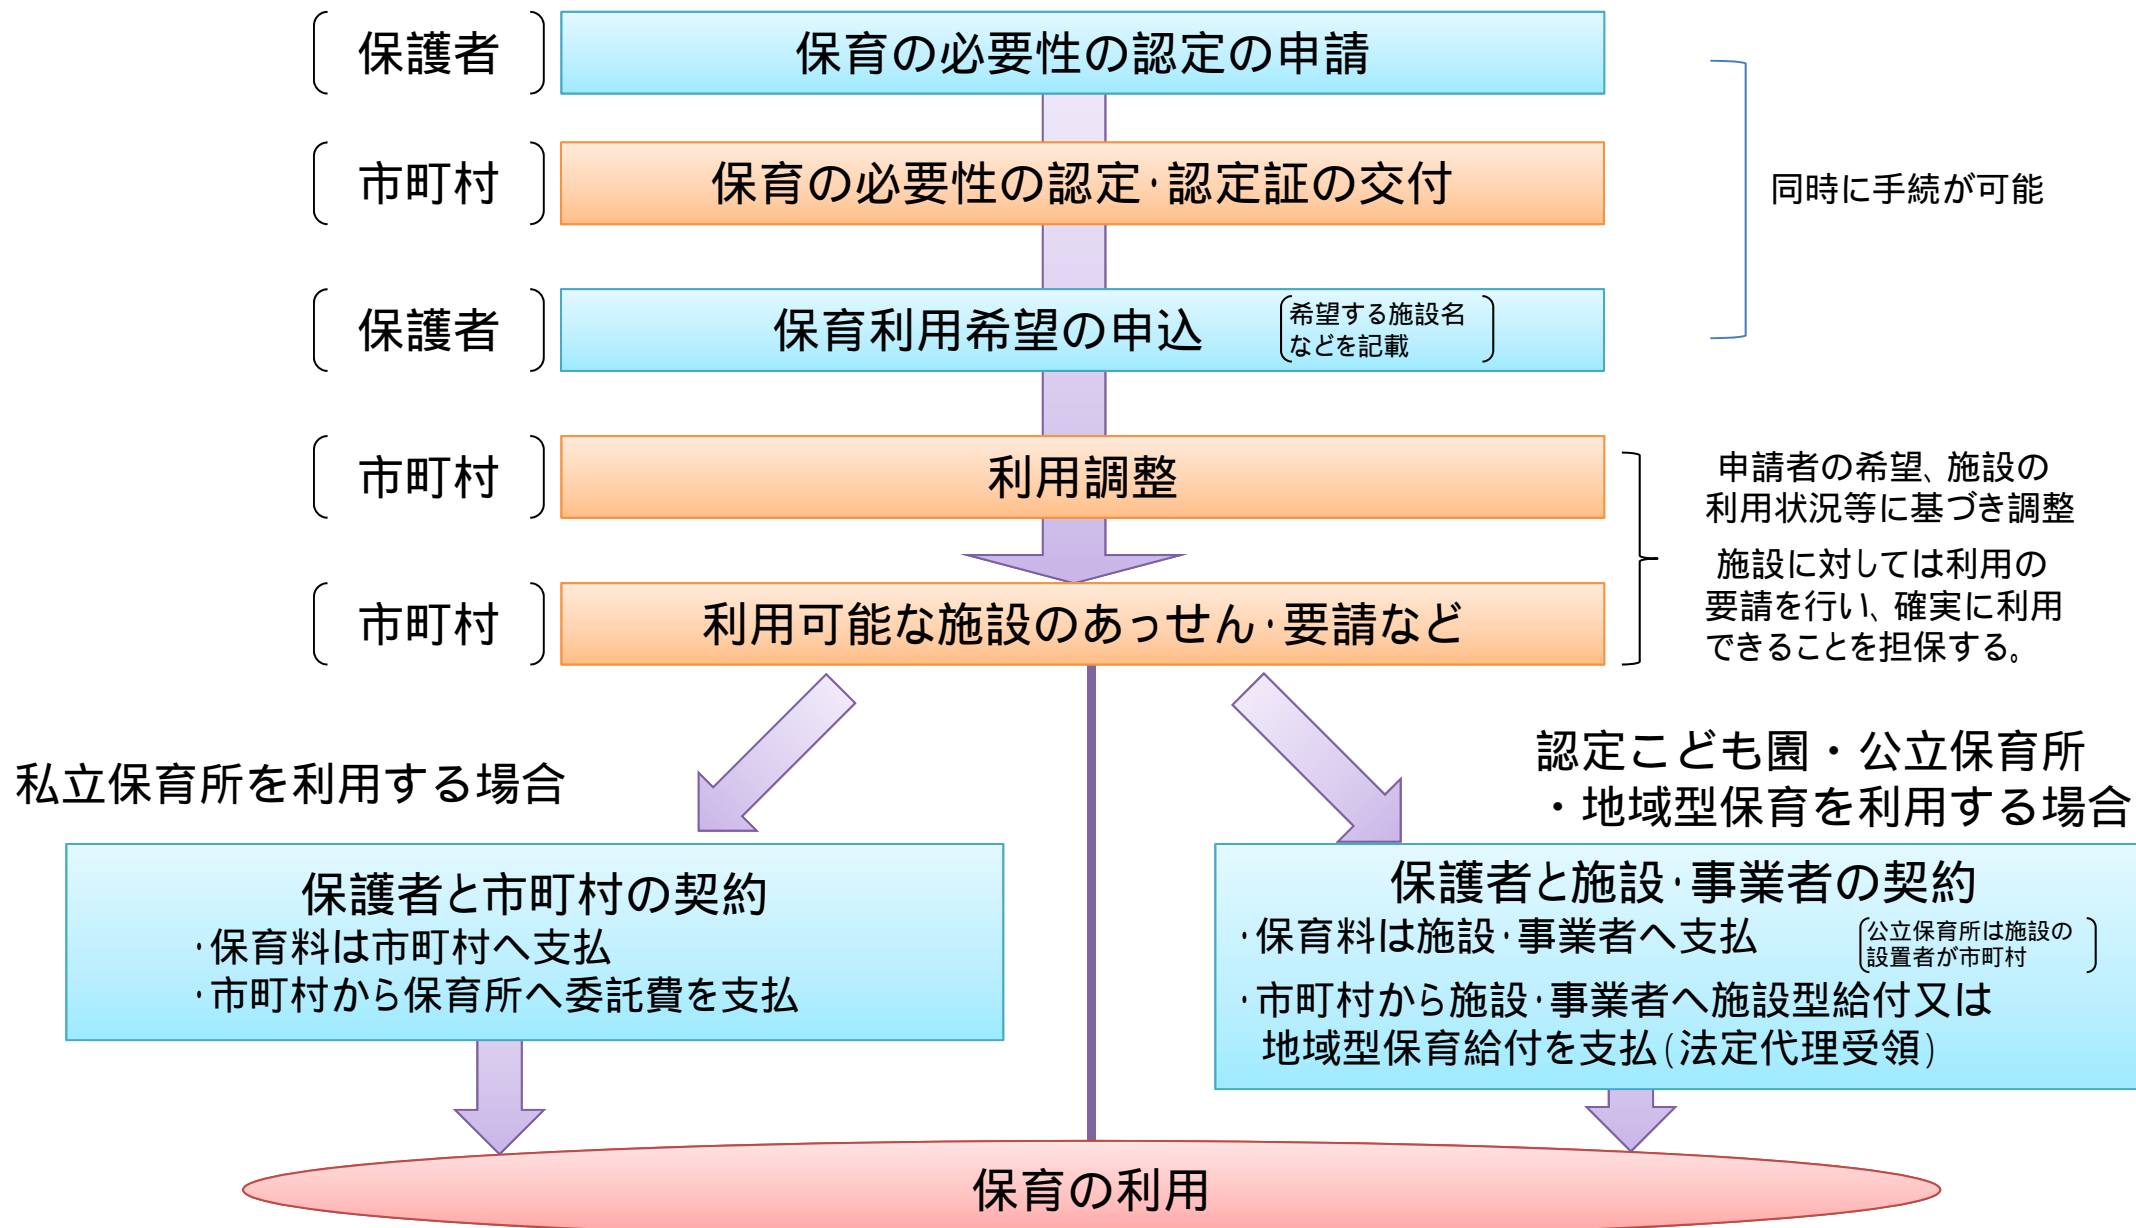 保護者
保育の必要性の認定の申請
市町村
保育の必要性の認定・認定証の交付
同時に手続が可能
保護者
保育利用希望の申込
希望する施設名
などを記載
市町村
利用調整
申請者の希望、施設の
利用状況等に基づき調整
施設に対しては利用の
要請を行い、確実に利用
できることを担保する。
市町村
利用可能な施設のあっせん・要請など
私立保育所を利用する場合
認定こども園・公立保育所
・地域型保育を利用する場合
保護者と市町村の契約
・保育料は市町村へ支払
・市町村から保育所へ委託費を支払
保護者と施設・事業者の契約
・保育料は施設・事業者へ支払
公立保育所は施設の
設置者が市町村
・市町村から施設・事業者へ施設型給付又は
地域型保育給付を支払(法定代理受領)
保育の利用